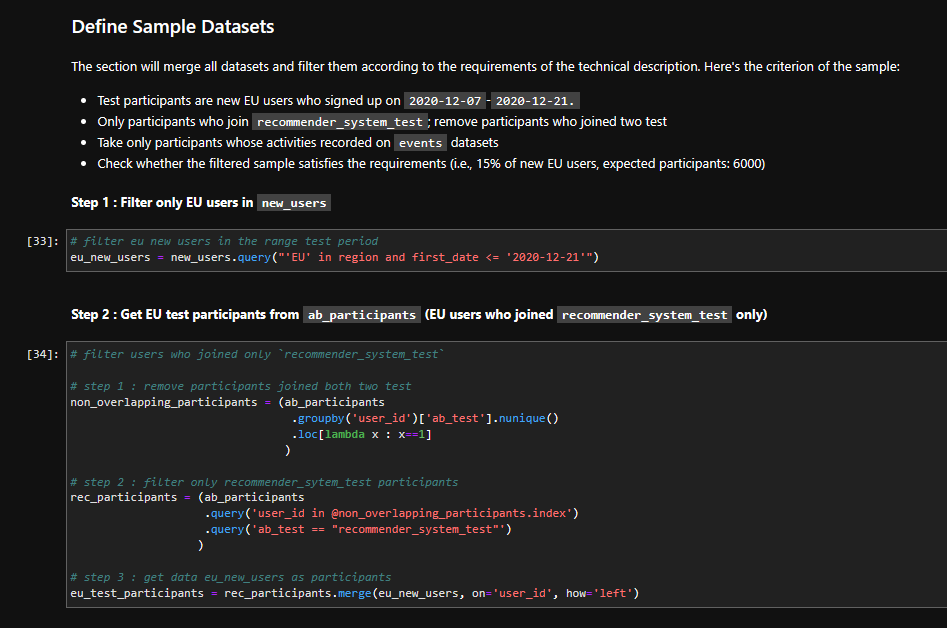 Define Sample Datasets
The section will merge all datasets and filter them according to the requirements of the technical description. Here's the criterion of the sample:
• Test participants are new EU users who signed up on 2020-12-07 - 2020-12-21.
• Only participants who join recommender_system_test; remove participants who joined two test
• Take only participants whose activities recorded on events datasets
• Check whether the filtered sample satisfies the requirements (i.e., 15% of new EU users, expected participants: 6000)
Step 1 : Filter only EU users in new_users
[33]: # filter eu new users in the range test period
eu_new_users = new_users.query("'EU' in region and first_date <= '2020-12-21'")
Step 2 : Get EU test participants from ab_participants (EU users who joined recommender_system_test only)
[34]: # filter users who joined only `recommender_system_test`
# step 1 : remove participants joined both two test
non_overlapping_participants = (ab_participants
.groupby('user_id')['ab_test'].nunique()
.loc[lambda x : x==1]
)
# step 2 : filter only recommender_sytem_test participants
rec_participants = (ab_participants
.query('user_id in @non_overlapping_participants.index')
.query('ab_test == "recommender_system_test"')
)
# step 3 : get data eu_new_users as participants
eu_test_participants = rec_participants.merge(eu_new_users, on='user_id', how='left')